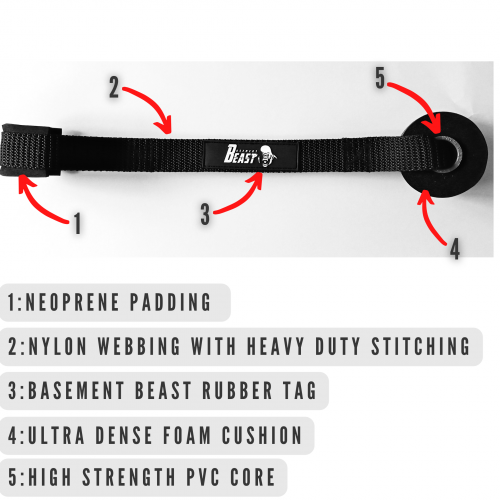 2
5
BASEMENT
BEAST
1
3
4
1:NEOPRENE PADDING
2:NYLON WEBBING WITH HEAVY DUTY STITCHING
3:BASEMENT BEAST RUBBER TAG
4:ULTRA DENSE FOAM CUSHION
5:HIGH STRENGTH PVC CORE